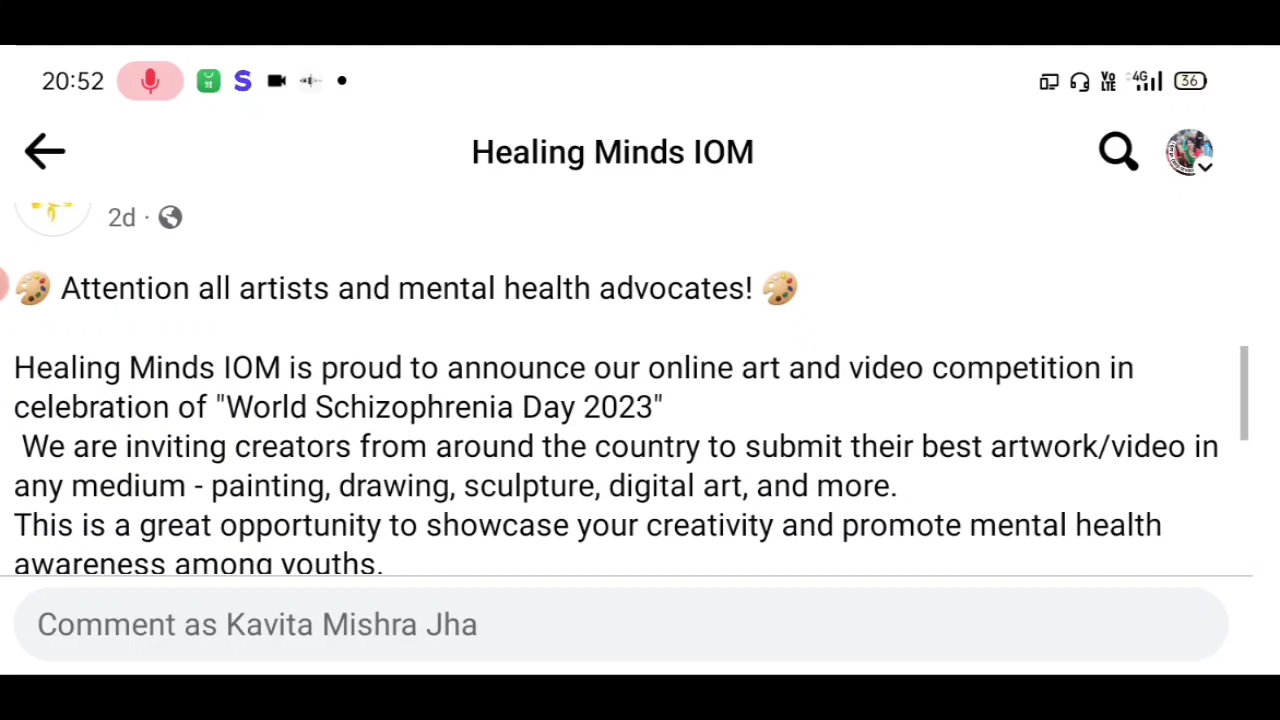 20:52
S
Vo LTE
4G
36
Healing Minds IOM
2d ·
Attention all artists and mental health advocates!
Healing Minds IOM is proud to announce our online art and video competition in
celebration of "World Schizophrenia Day 2023"
We are inviting creators from around the country to submit their best artwork/video in
any medium - painting, drawing, sculpture, digital art, and more.
This is a great opportunity to showcase your creativity and promote mental health
awareness among youths.
Comment as Kavita Mishra Jha